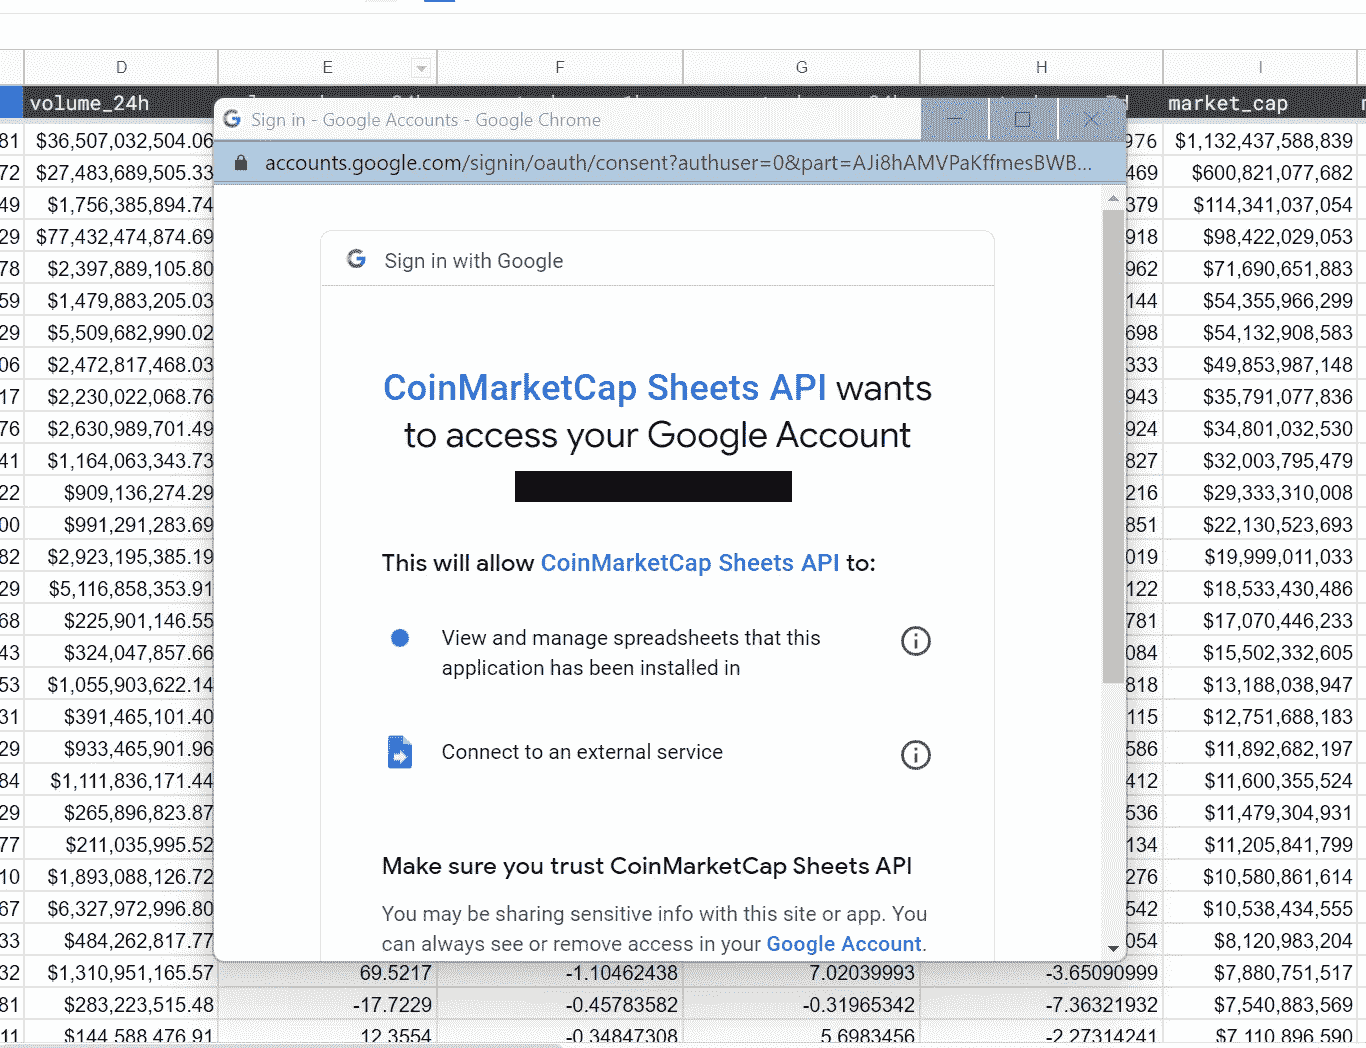 D E F G H I
volume_24h market_cap
Sign in - Google Accounts - Google Chrome
accounts.google.com/signin/oauth/consent?authuser=0&part=AJi8hAMVPaKffmesBWB...
Sign in with Google
CoinMarketCap Sheets API wants
to access your Google Account
This will allow CoinMarketCap Sheets API to:
View and manage spreadsheets that this
application has been installed in
Connect to an external service
Make sure you trust CoinMarketCap Sheets API
You may be sharing sensitive info with this site or app. You
can always see or remove access in your Google Account.
81 $36,507,032,504.06 976 $1,132,437,588,839
72 $27,483,689,505.33 469 $600,821,077,682
49 $1,756,385,894.74 379 $114,341,037,054
29 $77,432,474,874.69 918 $98,422,029,053
78 $2,397,889,105.80 962 $71,690,651,883
59 $1,479,883,205.03 144 $54,355,966,299
29 $5,509,682,990.02 698 $54,132,908,583
06 $2,472,817,468.03 333 $49,853,987,148
17 $2,230,022,068.76 943 $35,791,077,836
76 $2,630,989,701.49 924 $34,801,032,530
41 $1,164,063,343.73 827 $32,003,795,479
22 $909,136,274.29 216 $29,333,310,008
00 $991,291,283.69 851 $22,130,523,693
82 $2,923,195,385.19 019 $19,999,011,033
29 $5,116,858,353.91 122 $18,533,430,486
68 $225,901,146.55 781 $17,070,446,233
43 $324,047,857.66 084 $15,502,332,605
53 $1,055,903,622.14 818 $13,188,038,947
31 $391,465,101.40 115 $12,751,688,183
29 $933,465,901.96 586 $11,892,682,197
84 $1,111,836,171.44 412 $11,600,355,524
29 $265,896,823.87 536 $11,479,304,931
77 $211,035,995.52 134 $11,205,841,799
10 $1,893,088,126.72 276 $10,580,861,614
67 $6,327,972,996.80 542 $10,538,434,555
33 $484,262,817.77 054 $8,120,983,204
32 $1,310,951,165.57 69.5217 -1.10462438 7.02039993 -3.65090999 $7,880,751,517
81 $283,223,515.48 -17.7229 -0.45783582 -0.31965342 -7.36321932 $7,540,883,569
11 $144,588,476.91 12.3554 -0.34847308 5.6983456 -2.27314241 $7,110,896,590